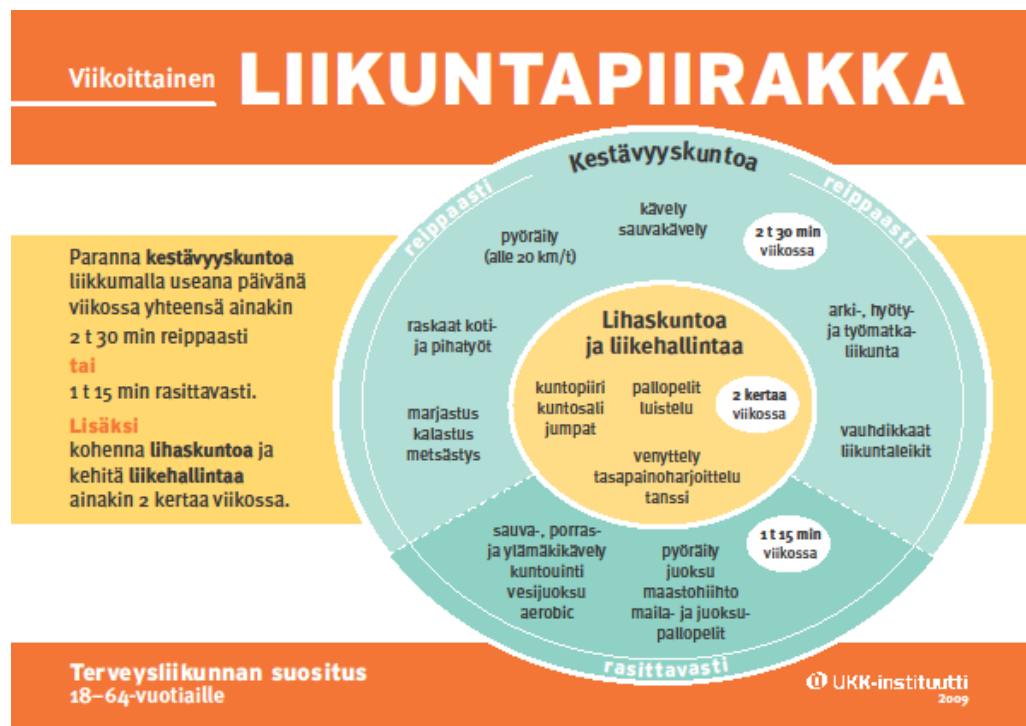 Viikoittainen LIIKUNTAPIIRAKKA
Paranna kestävyyskuntoa
liikkumalla useana päivänä
viikossa yhteensä ainakin
2 t 30 min reippaasti
tai
1 t 15 min rasittavasti.
Lisäksi
kohenna lihaskuntoa ja
kehitä liikehallintaa
ainakin 2 kertaa viikossa.
Kestävyyskuntoa
reippaasti
reippaasti
kävely
sauvakävely
2 t 30 min
viikossa
pyöräily
(alle 20 km/t)
raskaat koti-
ja pihatyöt
arki-, hyöty-
ja työmatka-
liikunta
marjastus
kalastus
metsästys
vauhdikkaat
liikuntaleikit
Lihaskuntoa
ja liikehallintaa
kuntopiiri
kuntosali
jumpat
pallopelit
luistelu
2 kertaa
viikossa
venyttely
tasapainoharjoittelu
tanssi
sauva-, porras-
ja ylämäkikävely
kuntouinti
vesijuoksu
aerobic
pyöräily
juoksu
maastohiihto
maila- ja juoksu-
pallopelit
1 t 15 min
viikossa
rasittavasti
Terveysliikunnan suositus
18–64-vuotiaille
UKK-instituutti
2009